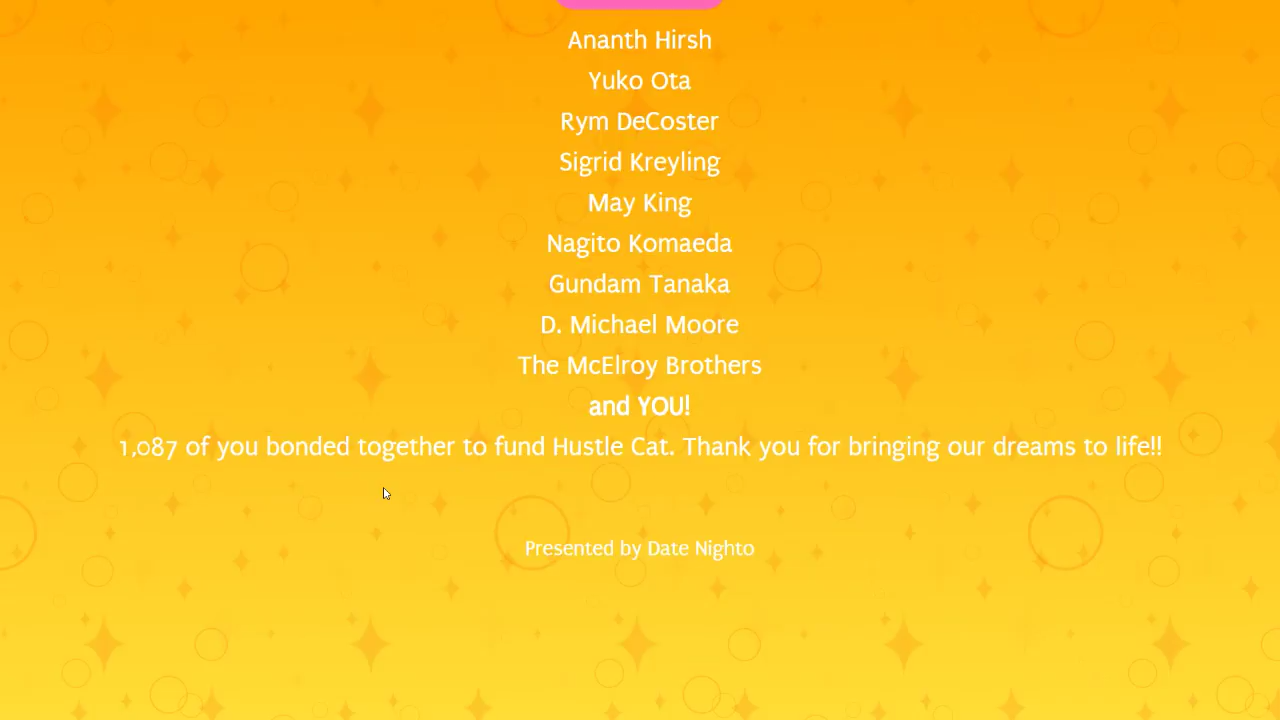 Ananth Hirsh
Yuko Ota
Rym DeCoster
Sigrid Kreyling
May King
Nagito Komaeda
Gundam Tanaka
D. Michael Moore
The McElroy Brothers
and YOU!
1,087 of you bonded together to fund Hustle Cat. Thank you for bringing our dreams to life!!
Presented by Date Nighto